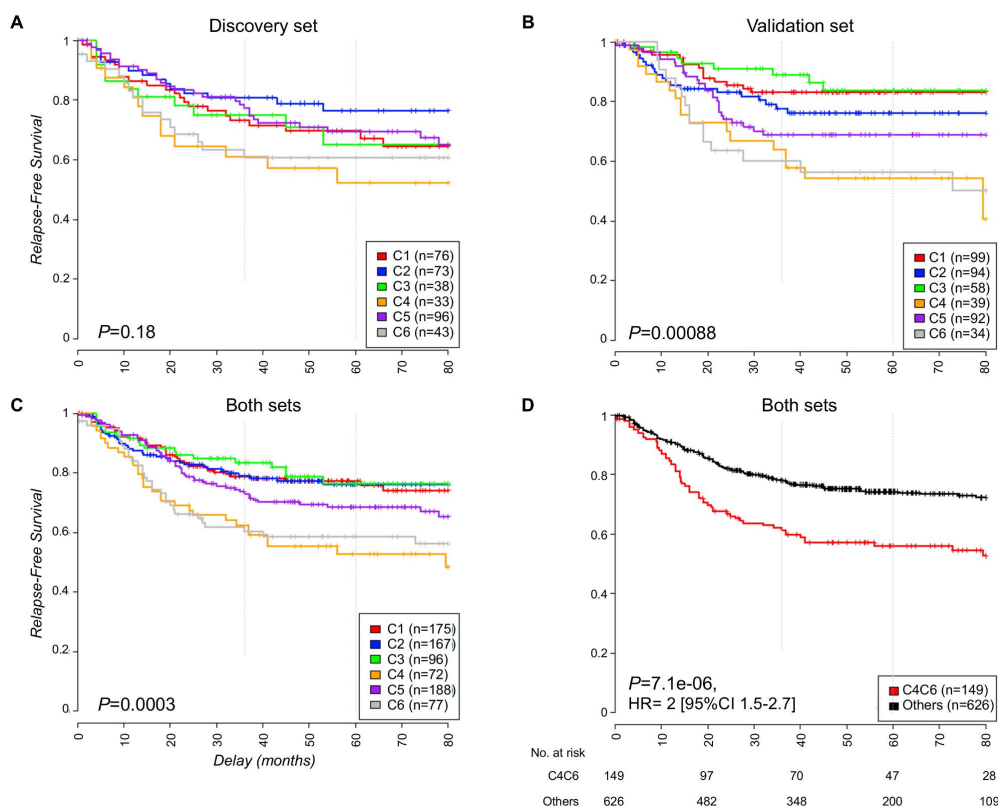 A
Discovery set
Relapse-Free Survival
1
0.8
0.6
0.4
0.2
0
P=0.18
C1 (n=76)
C2 (n=73)
C3 (n=38)
C4 (n=33)
C5 (n=96)
C6 (n=43)
0 10 20 30 40 50 60 70 80
B
Validation set
1
0.8
0.6
0.4
0.2
0
P=0.00088
C1 (n=99)
C2 (n=94)
C3 (n=58)
C4 (n=39)
C5 (n=92)
C6 (n=34)
0 10 20 30 40 50 60 70 80
C
Both sets
Relapse-Free Survival
1
0.8
0.6
0.4
0.2
0
P=0.0003
C1 (n=175)
C2 (n=167)
C3 (n=96)
C4 (n=72)
C5 (n=188)
C6 (n=77)
0 10 20 30 40 50 60 70 80
Delay (months)
D
Both sets
1
0.8
0.6
0.4
0.2
0
P=7.1e-06,
HR= 2 [95%CI 1.5-2.7]
C4C6 (n=149)
Others (n=626)
0 10 20 30 40 50 60 70 80
No. at risk
C4C6 149 97 70 47 28
Others 626 482 348 200 109